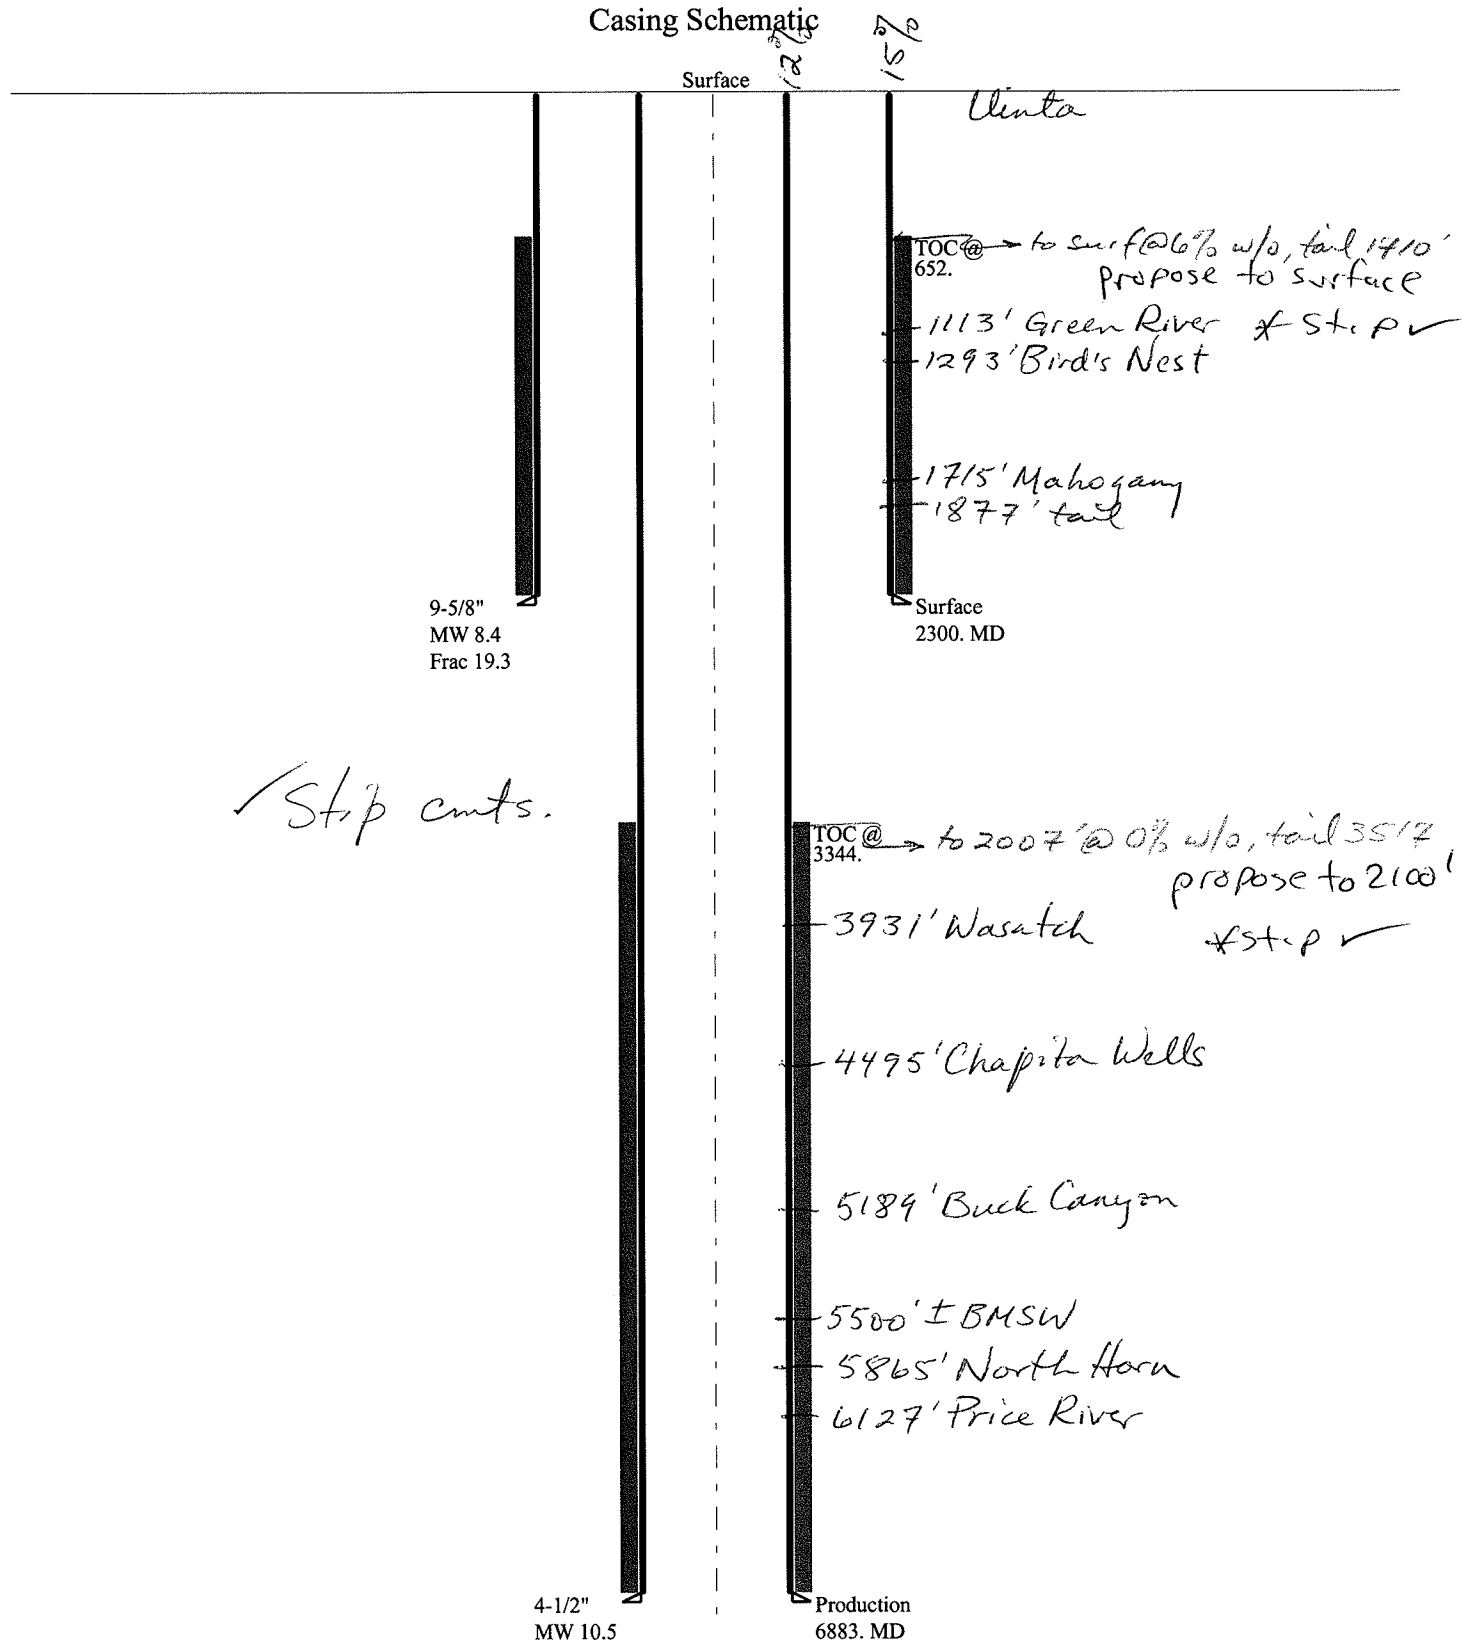 Casing Schematic
12%
15%
Surface
Uinta
TOC @
652.
to surf @ 6% w/o, tail 1410'
propose to surface
1113' Green River * Stip ✓
1293' Bird's Nest
1715' Mahogany
1877' tail
9-5/8"
MW 8.4
Frac 19.3
Surface
2300. MD
✓ Stip cmts.
TOC @
3344.
to 2007' @ 0% w/o, tail 3517
propose to 2100'
* Stip ✓
3931' Wasatch
4495' Chapita Wells
5189' Buck Canyon
5500' ± BMSW
5865' North Horn
6127' Price River
4-1/2"
MW 10.5
Production
6883. MD